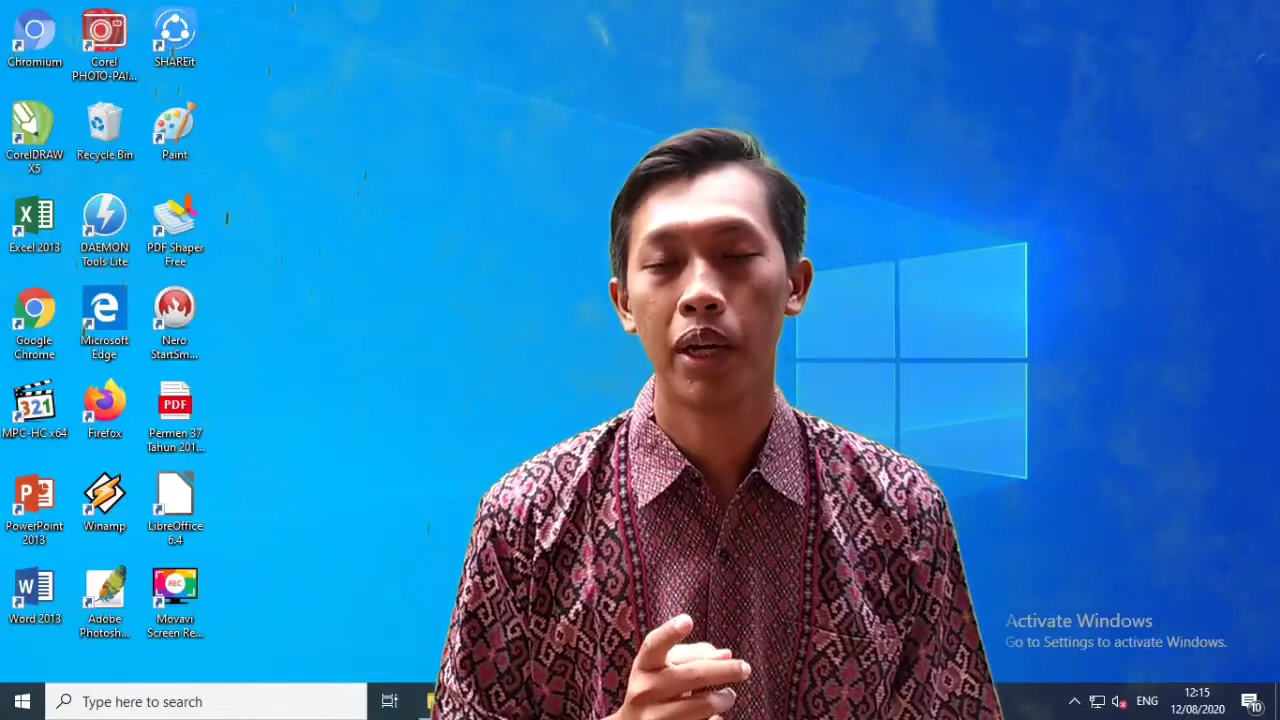 Chromium
Corel
PHOTO-PAI...
SHAREit
CorelDRAW
X5
Recycle Bin
Paint
Excel 2013
DAEMON
Tools Lite
PDF Shaper
Free
Google
Chrome
Microsoft
Edge
Nero
StartSm...
321
MPC-HC x64
Firefox
PDF
Permen 37
Tahun 201...
PowerPoint
2013
Winamp
LibreOffice
6.4
Word 2013
Adobe
Photosh...
REC
Movavi
Screen Re...
Activate Windows
Go to Settings to activate Windows.
Type here to search
ENG
12:15
12/08/2020
10